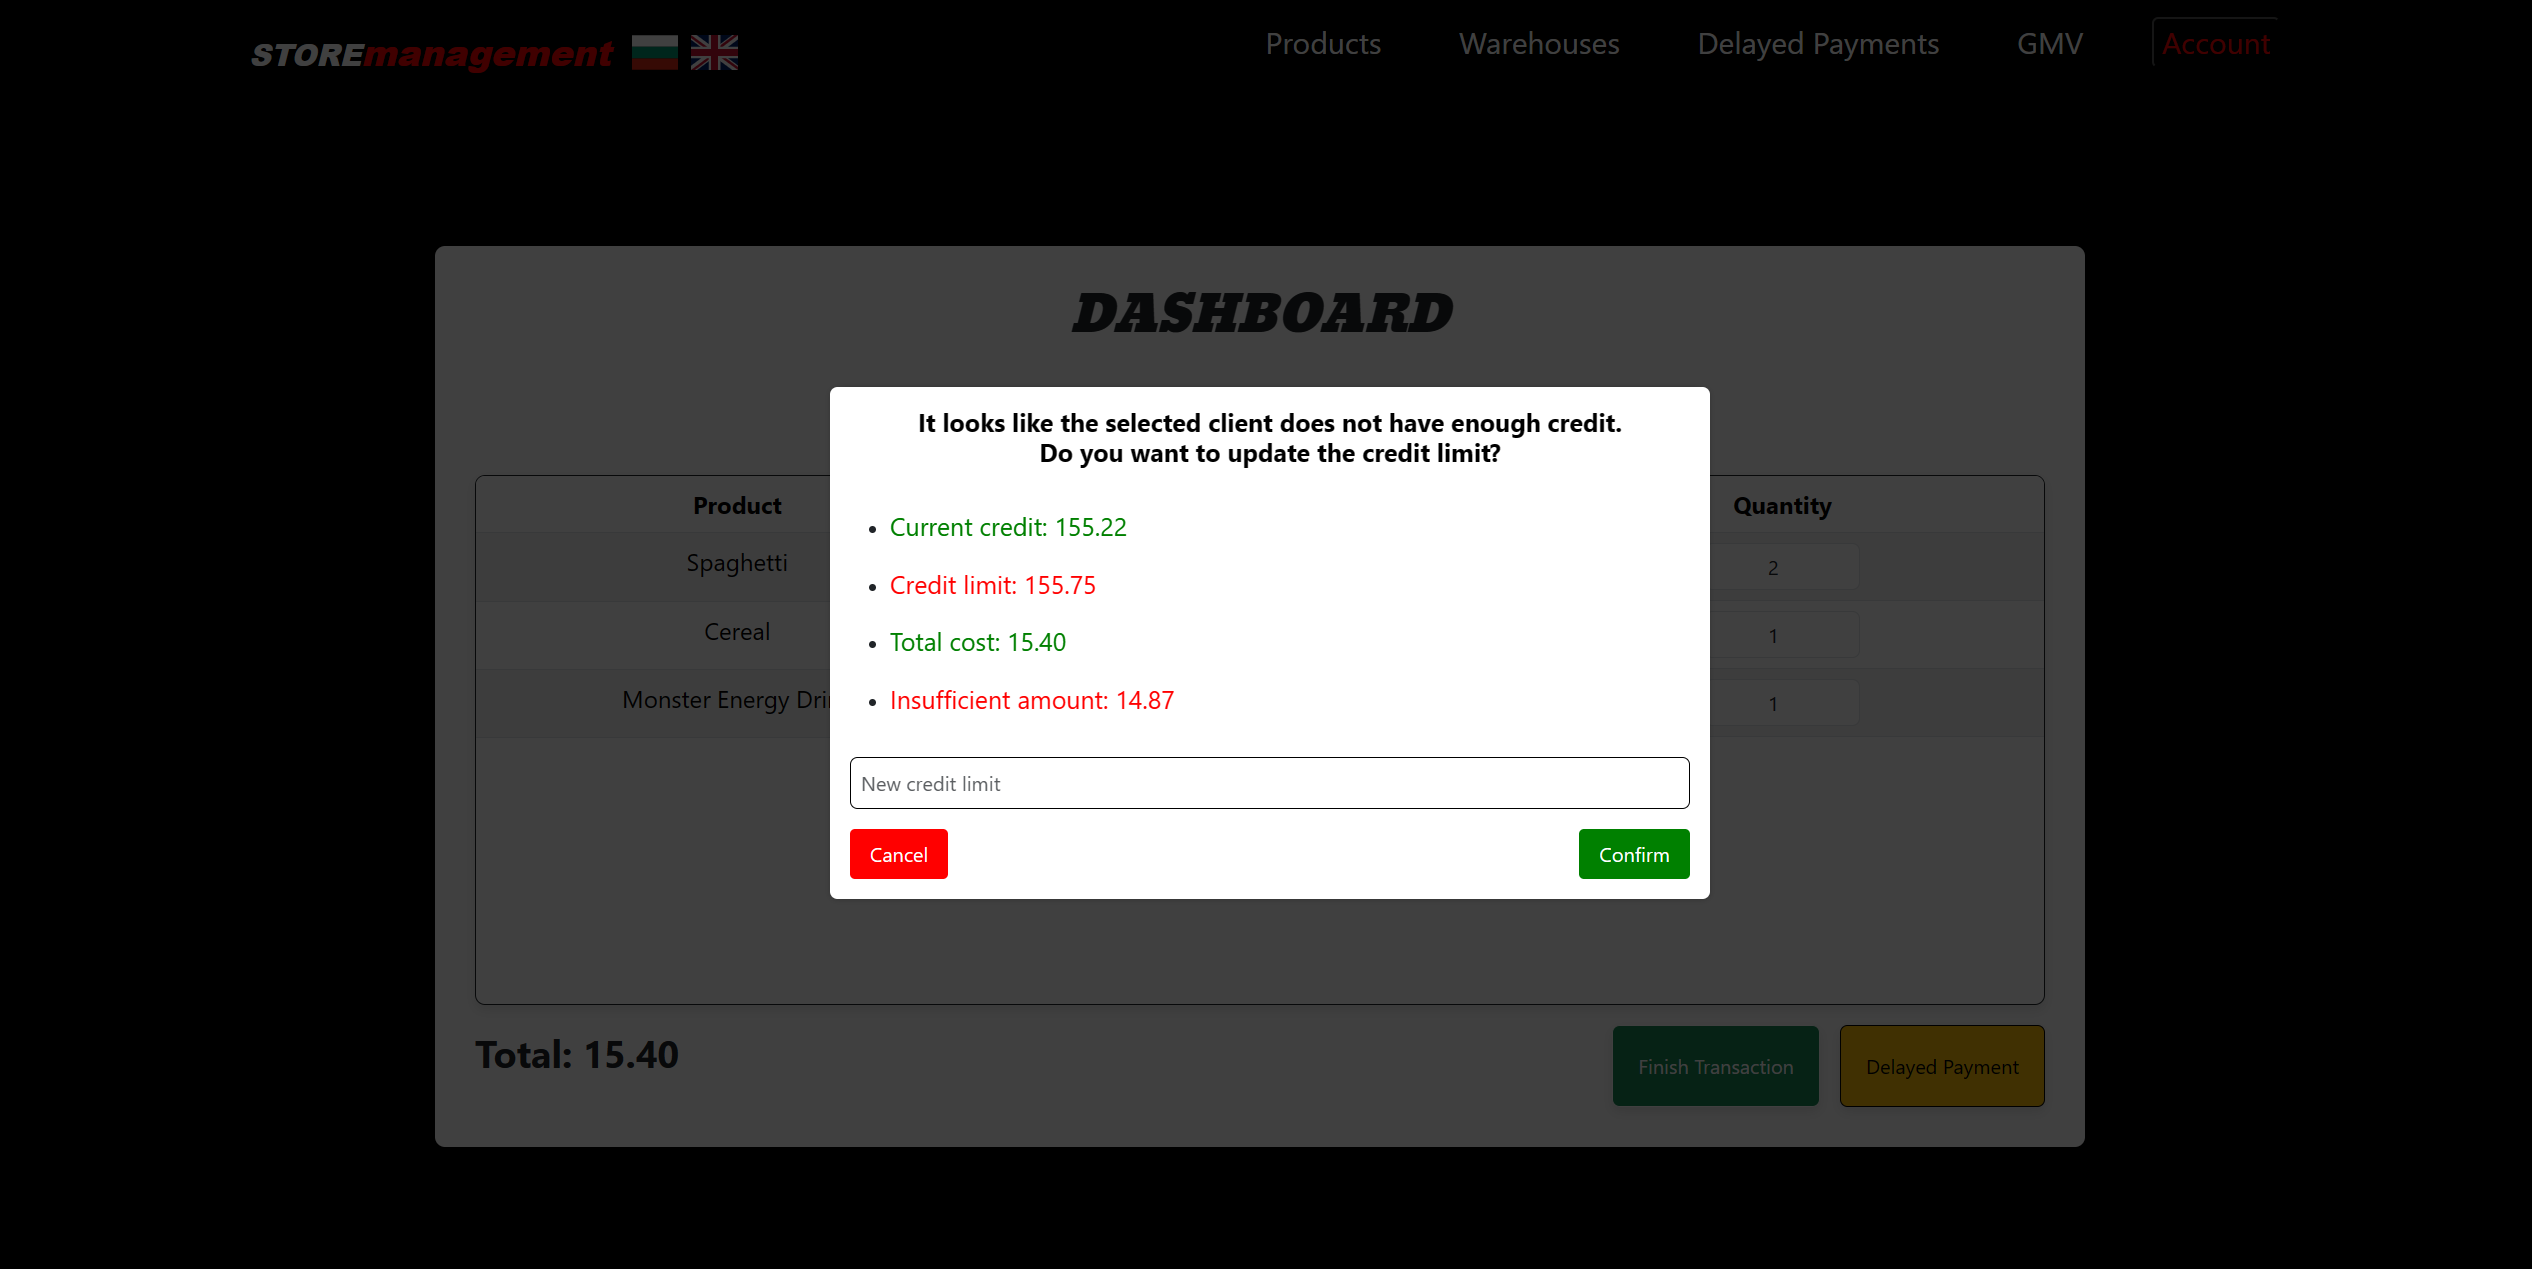 STOREmanagement
Products
Warehouses
Delayed Payments
GMV
Account
DASHBOARD
It looks like the selected client does not have enough credit.
Do you want to update the credit limit?
Current credit: 155.22
Credit limit: 155.75
Total cost: 15.40
Insufficient amount: 14.87
New credit limit
Cancel
Confirm
Product
Quantity
Spaghetti
2
Cereal
1
Monster Energy
1
Total: 15.40
Finish Transaction
Delayed Payment